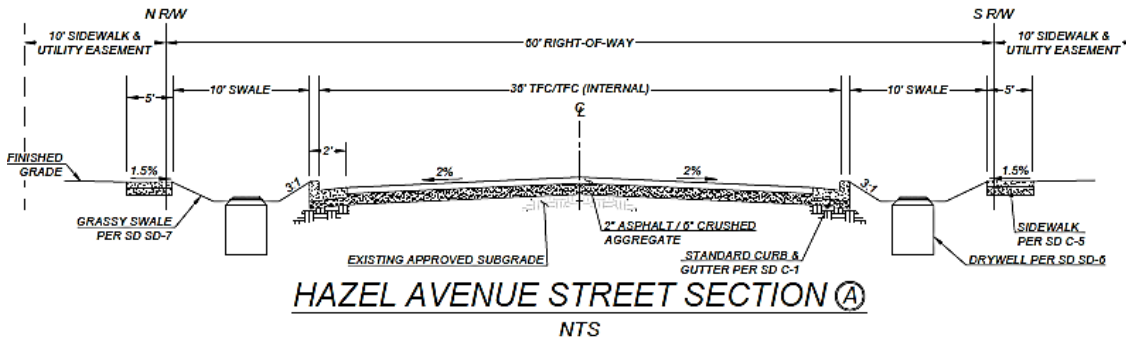 N R/W
S R/W
10' SIDEWALK &
UTILITY EASEMENT
60' RIGHT-OF-WAY
10' SIDEWALK &
UTILITY EASEMENT
5'
10' SWALE
36' TFC/TFC (INTERNAL)
10' SWALE
5'
℄
2'
FINISHED
GRADE
1.5%
3:1
2%
2%
3:1
1.5%
GRASSY SWALE
PER SD SD-7
EXISTING APPROVED SUBGRADE
2" ASPHALT / 6" CRUSHED
AGGREGATE
STANDARD CURB &
GUTTER PER SD C-1
SIDEWALK
PER SD C-5
DRYWELL PER SD SD-6
HAZEL AVENUE STREET SECTION A
NTS